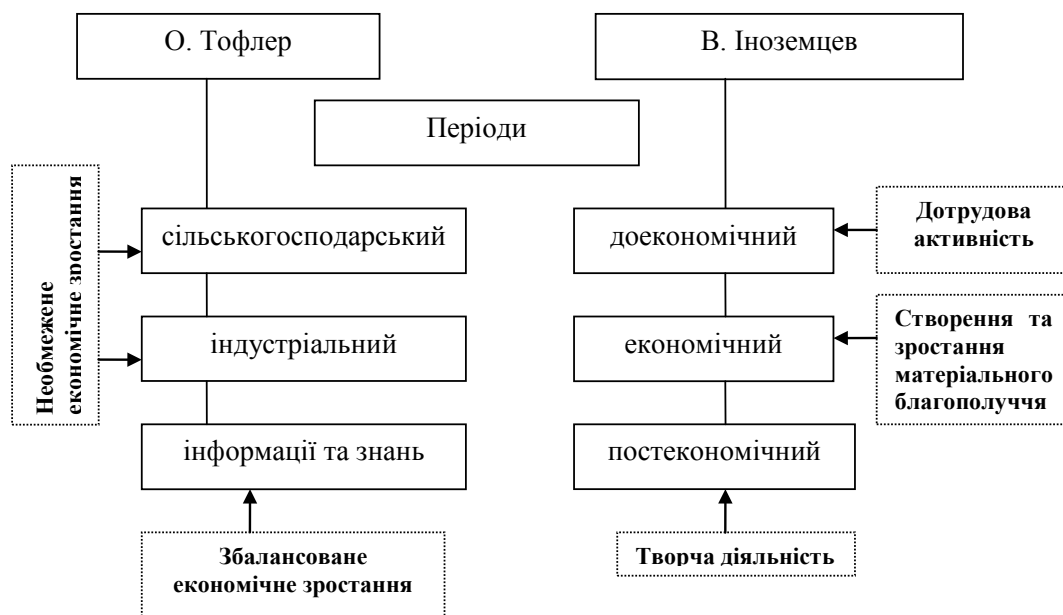 О. Тофлер
В. Іноземцев
Періоди
Необмежене
економічне зростання
сільськогосподарський
доекономічний
Дотрудова
активність
індустріальний
економічний
Створення та
зростання
матеріального
благополуччя
інформації та знань
постекономічний
Збалансоване
економічне зростання
Творча діяльність